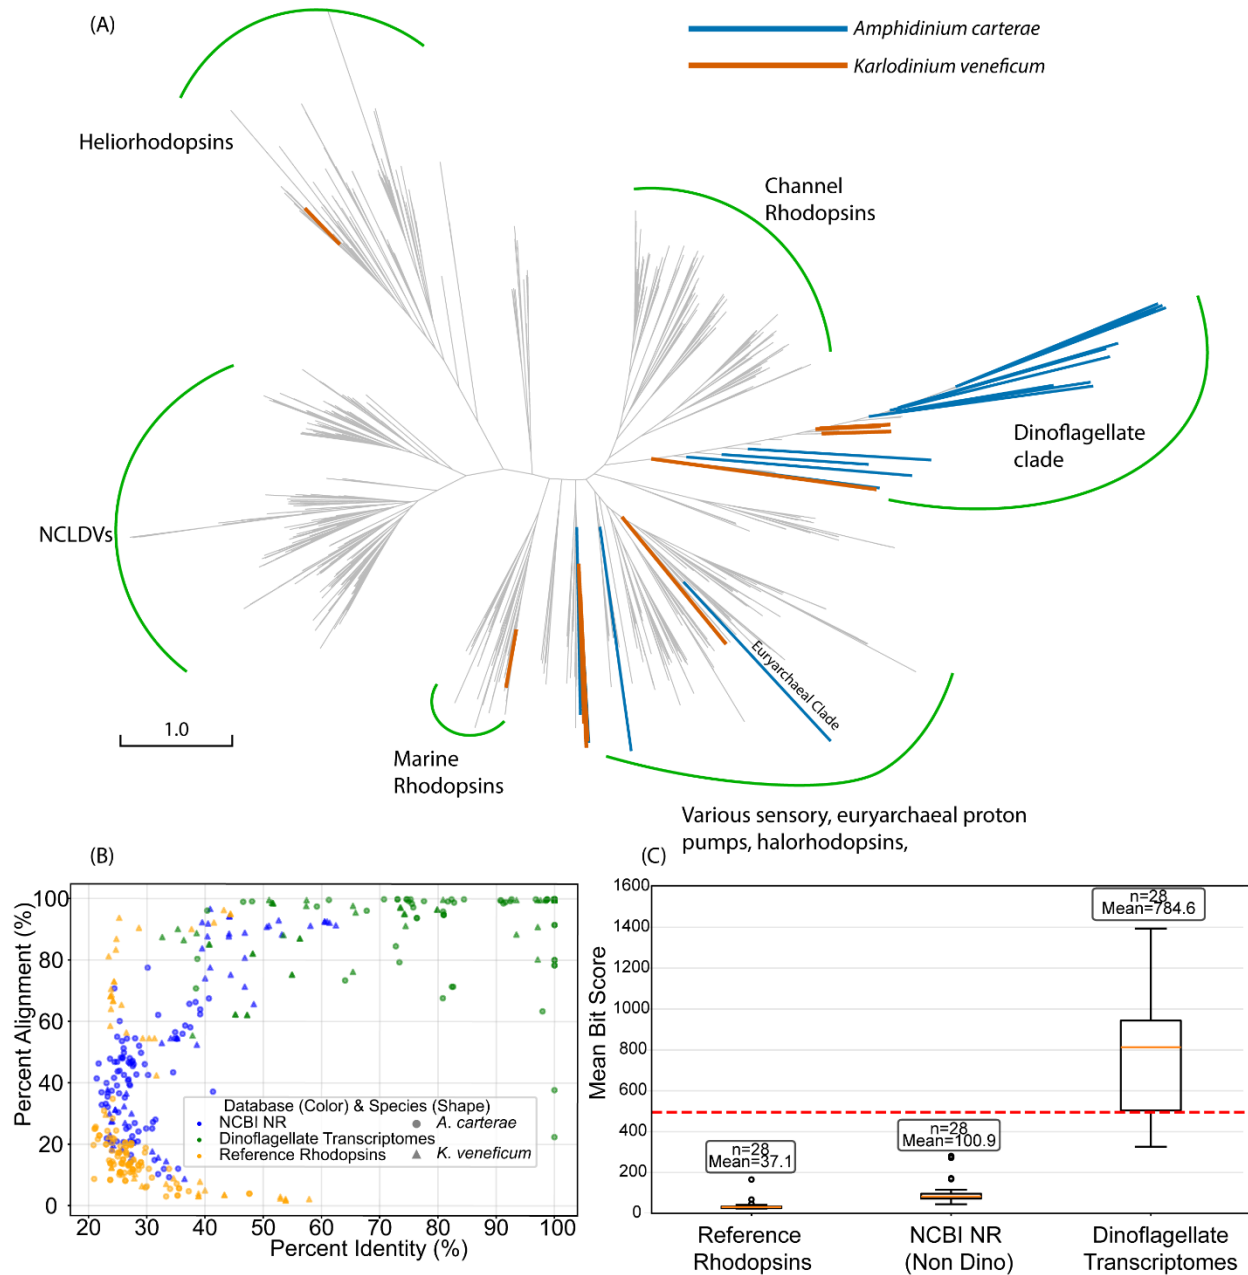 (A)
Amphidinium carterae
Karlodinium veneficum
Heliorhodopsins
Channel
Rhodopsins
Dinoflagellate
clade
NCLDVs
Euryarchaeal Clade
1.0
Marine
Rhodopsins
Various sensory, euryarchaeal proton
pumps, halorhodopsins,
(B)
Percent Alignment (%)
100
80
60
40
20
0
20
30
40
50
60
70
80
90
100
Percent Identity (%)
Database (Color) & Species (Shape)
NCBI NR
Dinoflagellate Transcriptomes
Reference Rhodopsins
A. carterae
K. veneficum
(C)
Mean Bit Score
1600
1400
1200
1000
800
600
400
200
0
n=28
Mean=37.1
n=28
Mean=100.9
n=28
Mean=784.6
Reference
Rhodopsins
NCBI NR
(Non Dino)
Dinoflagellate
Transcriptomes